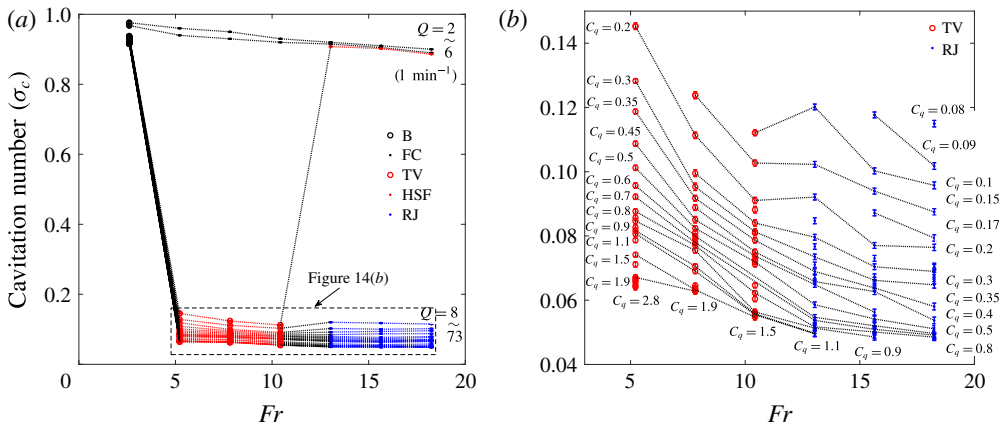 (a)
1.0
0.8
0.6
0.4
0.2
0
5
10
15
20
Cavitation number (σc)
Fr
Q = 2
~
6
(l min⁻¹)
B
FC
TV
HSF
RJ
Figure 14(b)
Q = 8
~
73
(b)
0.14
0.12
0.10
0.08
0.06
0.04
5
10
15
20
Fr
TV
RJ
Cq = 0.2
Cq = 0.3
Cq = 0.35
Cq = 0.45
Cq = 0.5
Cq = 0.6
Cq = 0.7
Cq = 0.8
Cq = 0.9
Cq = 1.1
Cq = 1.5
Cq = 1.9
Cq = 2.8
Cq = 1.9
Cq = 1.5
Cq = 1.1
Cq = 0.9
Cq = 0.08
Cq = 0.09
Cq = 0.1
Cq = 0.15
Cq = 0.17
Cq = 0.2
Cq = 0.3
Cq = 0.35
Cq = 0.4
Cq = 0.5
Cq = 0.8